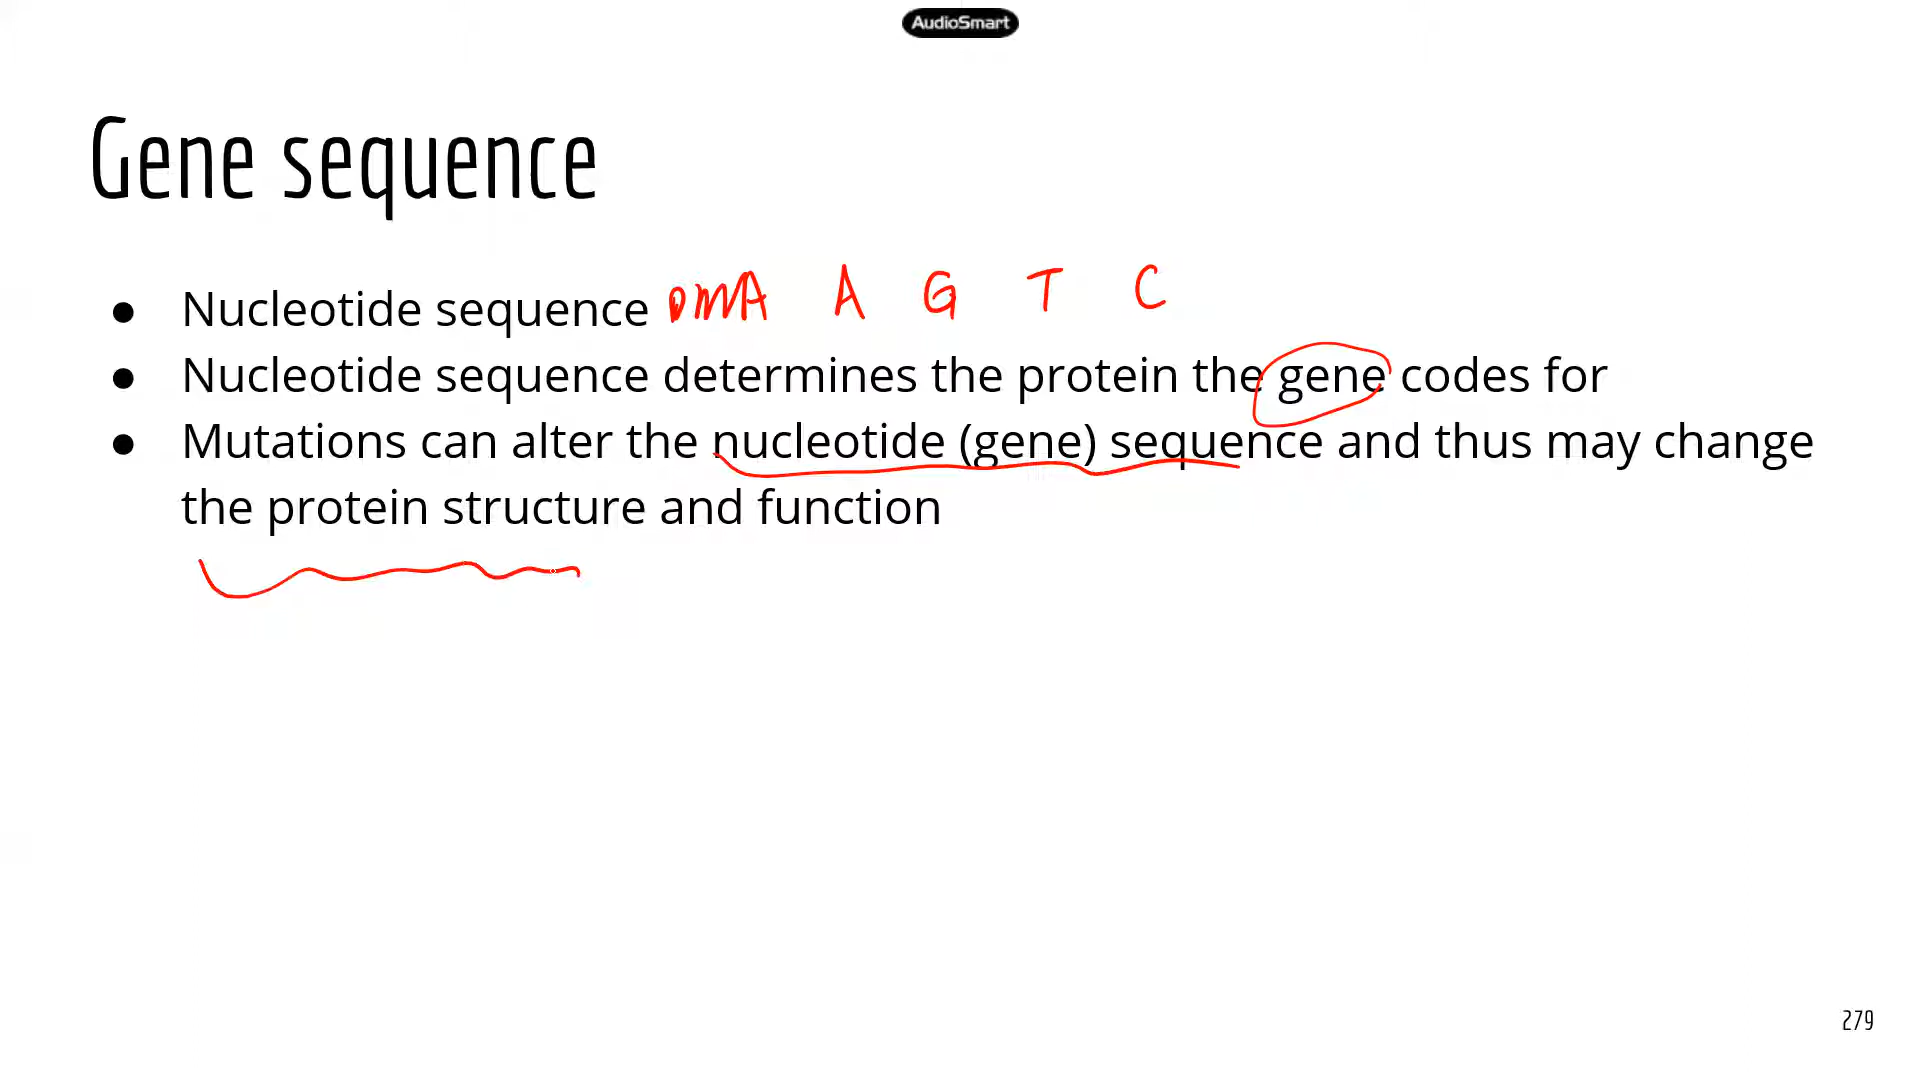 AudioSmart
Gene sequence
● Nucleotide sequence DNA A G T C
● Nucleotide sequence determines the protein the gene codes for
● Mutations can alter the nucleotide (gene) sequence and thus may change
the protein structure and function
279